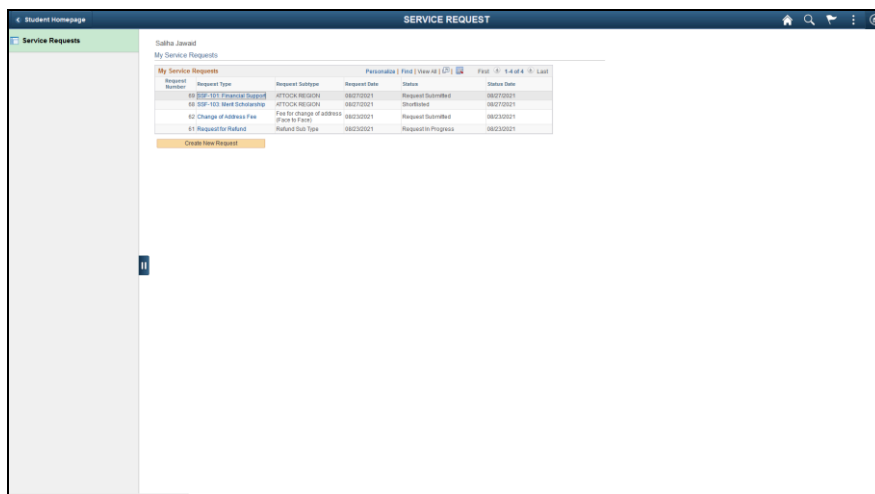 Student Homepage
SERVICE REQUEST
Service Requests
Saliha Jawaid
My Service Requests
My Service Requests Personalize | Find | View All | | First 1-4 of 4 Last
Request Number Request Type Request Subtype Request Date Status Status Date
69 SSF-101: Financial Support ATTOCK REGION 08/27/2021 Request Submitted 08/27/2021
68 SSF-103: Merit Scholarship ATTOCK REGION 08/27/2021 Shortlisted 08/27/2021
62 Change of Address Fee Fee for change of address (Face to Face) 08/23/2021 Request Submitted 08/23/2021
61 Request for Refund Refund Sub Type 08/23/2021 Request In Progress 08/23/2021
Create New Request